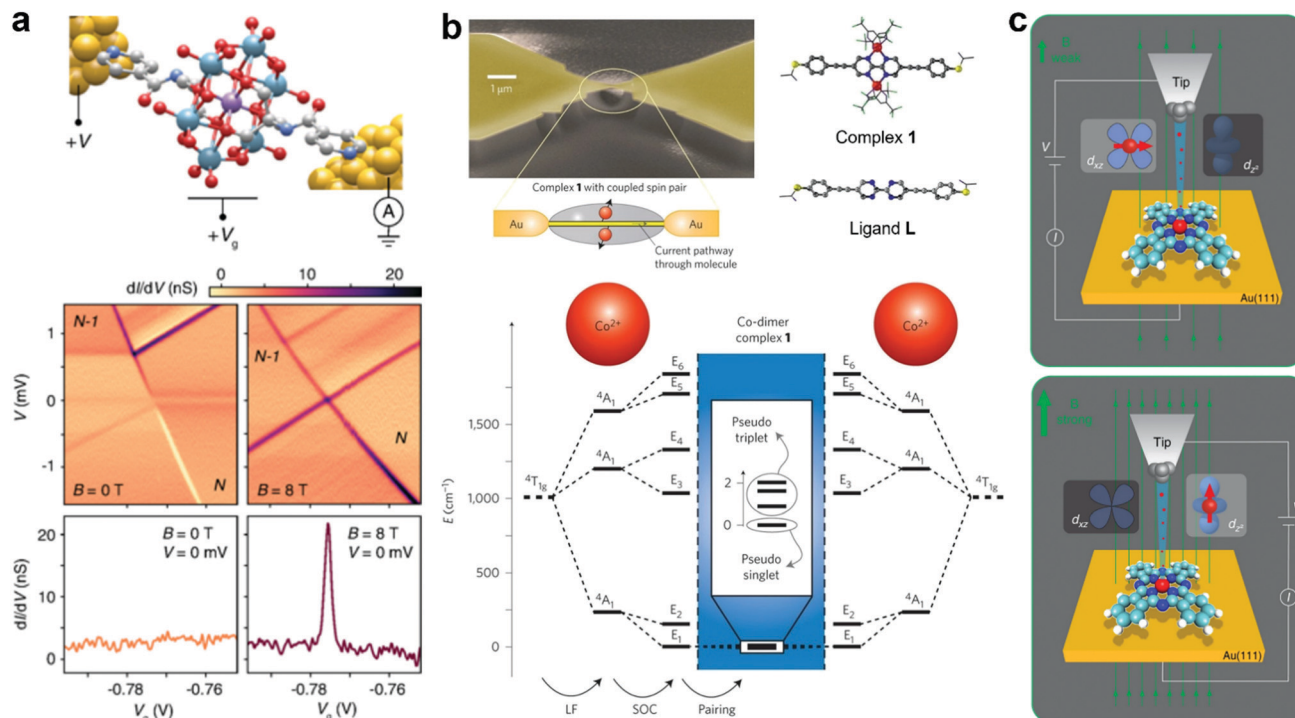 a
+V
+Vg
A
dI/dV (nS)
0 10 20
N-1
N
B = 0 T
N-1
N
B = 8 T
V (mV)
1
0
-1
B = 0 T
V = 0 mV
B = 8 T
V = 0 mV
dI/dV (nS)
20
10
0
-0.78 -0.76
-0.78 -0.76
b
1 µm
Complex 1 with coupled spin pair
Au
Au
Current pathway
through molecule
Complex 1
Ligand L
Co²⁺
Co-dimer
complex 1
Co²⁺
E (cm⁻¹)
1,500
1,000
500
0
⁴T₁g
⁴A₁
⁴A₁
⁴A₁
E₆
E₅
E₄
E₃
E₂
E₁
Pseudo
triplet
2
0
Pseudo
singlet
E₆
E₅
E₄
E₃
E₂
E₁
⁴A₁
⁴A₁
⁴A₁
⁴T₁g
LF
SOC
Pairing
c
B
weak
Tip
V
dxz
dz²
I
Au(111)
B
strong
Tip
dxz
dz²
I
Au(111)